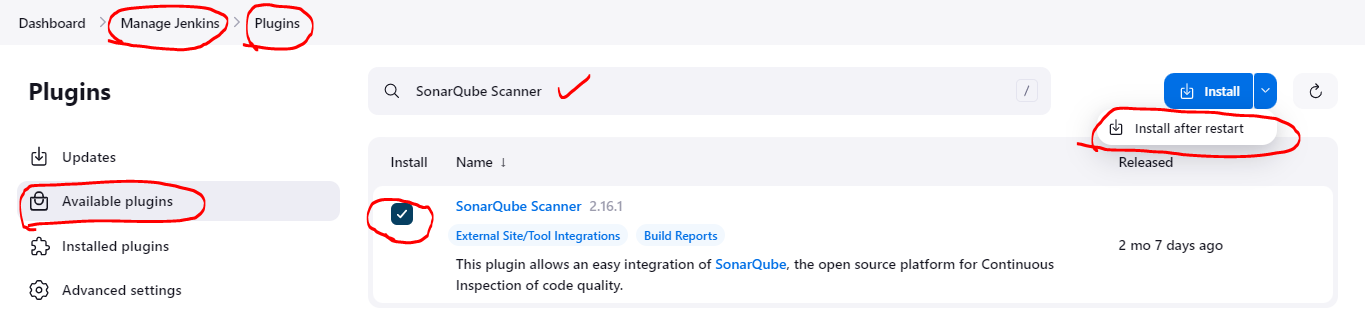 Dashboard > Manage Jenkins > Plugins
Plugins
SonarQube Scanner
/
Install
Install after restart
Updates
Available plugins
Installed plugins
Advanced settings
Install Name ↓ Released
SonarQube Scanner 2.16.1
External Site/Tool Integrations Build Reports
2 mo 7 days ago
This plugin allows an easy integration of SonarQube, the open source platform for Continuous
Inspection of code quality.